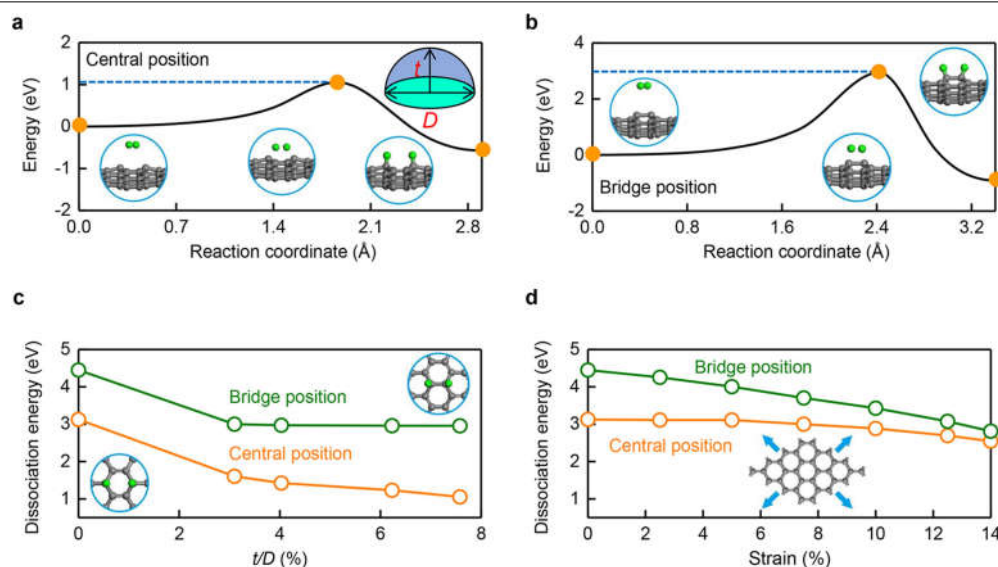 a
Central position
t
D
Energy (eV)
2
1
0
-1
-2
0.0 0.7 1.4 2.1 2.8
Reaction coordinate (Å)
b
Bridge position
Energy (eV)
4
2
0
-2
0.0 0.8 1.6 2.4 3.2
Reaction coordinate (Å)
c
Bridge position
Central position
Dissociation energy (eV)
5
4
3
2
1
0 2 4 6 8
t/D (%)
d
Bridge position
Central position
Dissociation energy (eV)
5
4
3
2
1
0 2 4 6 8 10 12 14
Strain (%)